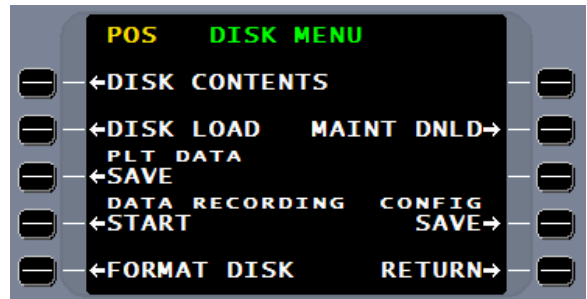 POS DISK MENU
←DISK CONTENTS
←DISK LOAD MAINT DNLD→
PLT DATA
←SAVE
DATA RECORDING CONFIG
←START SAVE→
←FORMAT DISK RETURN→